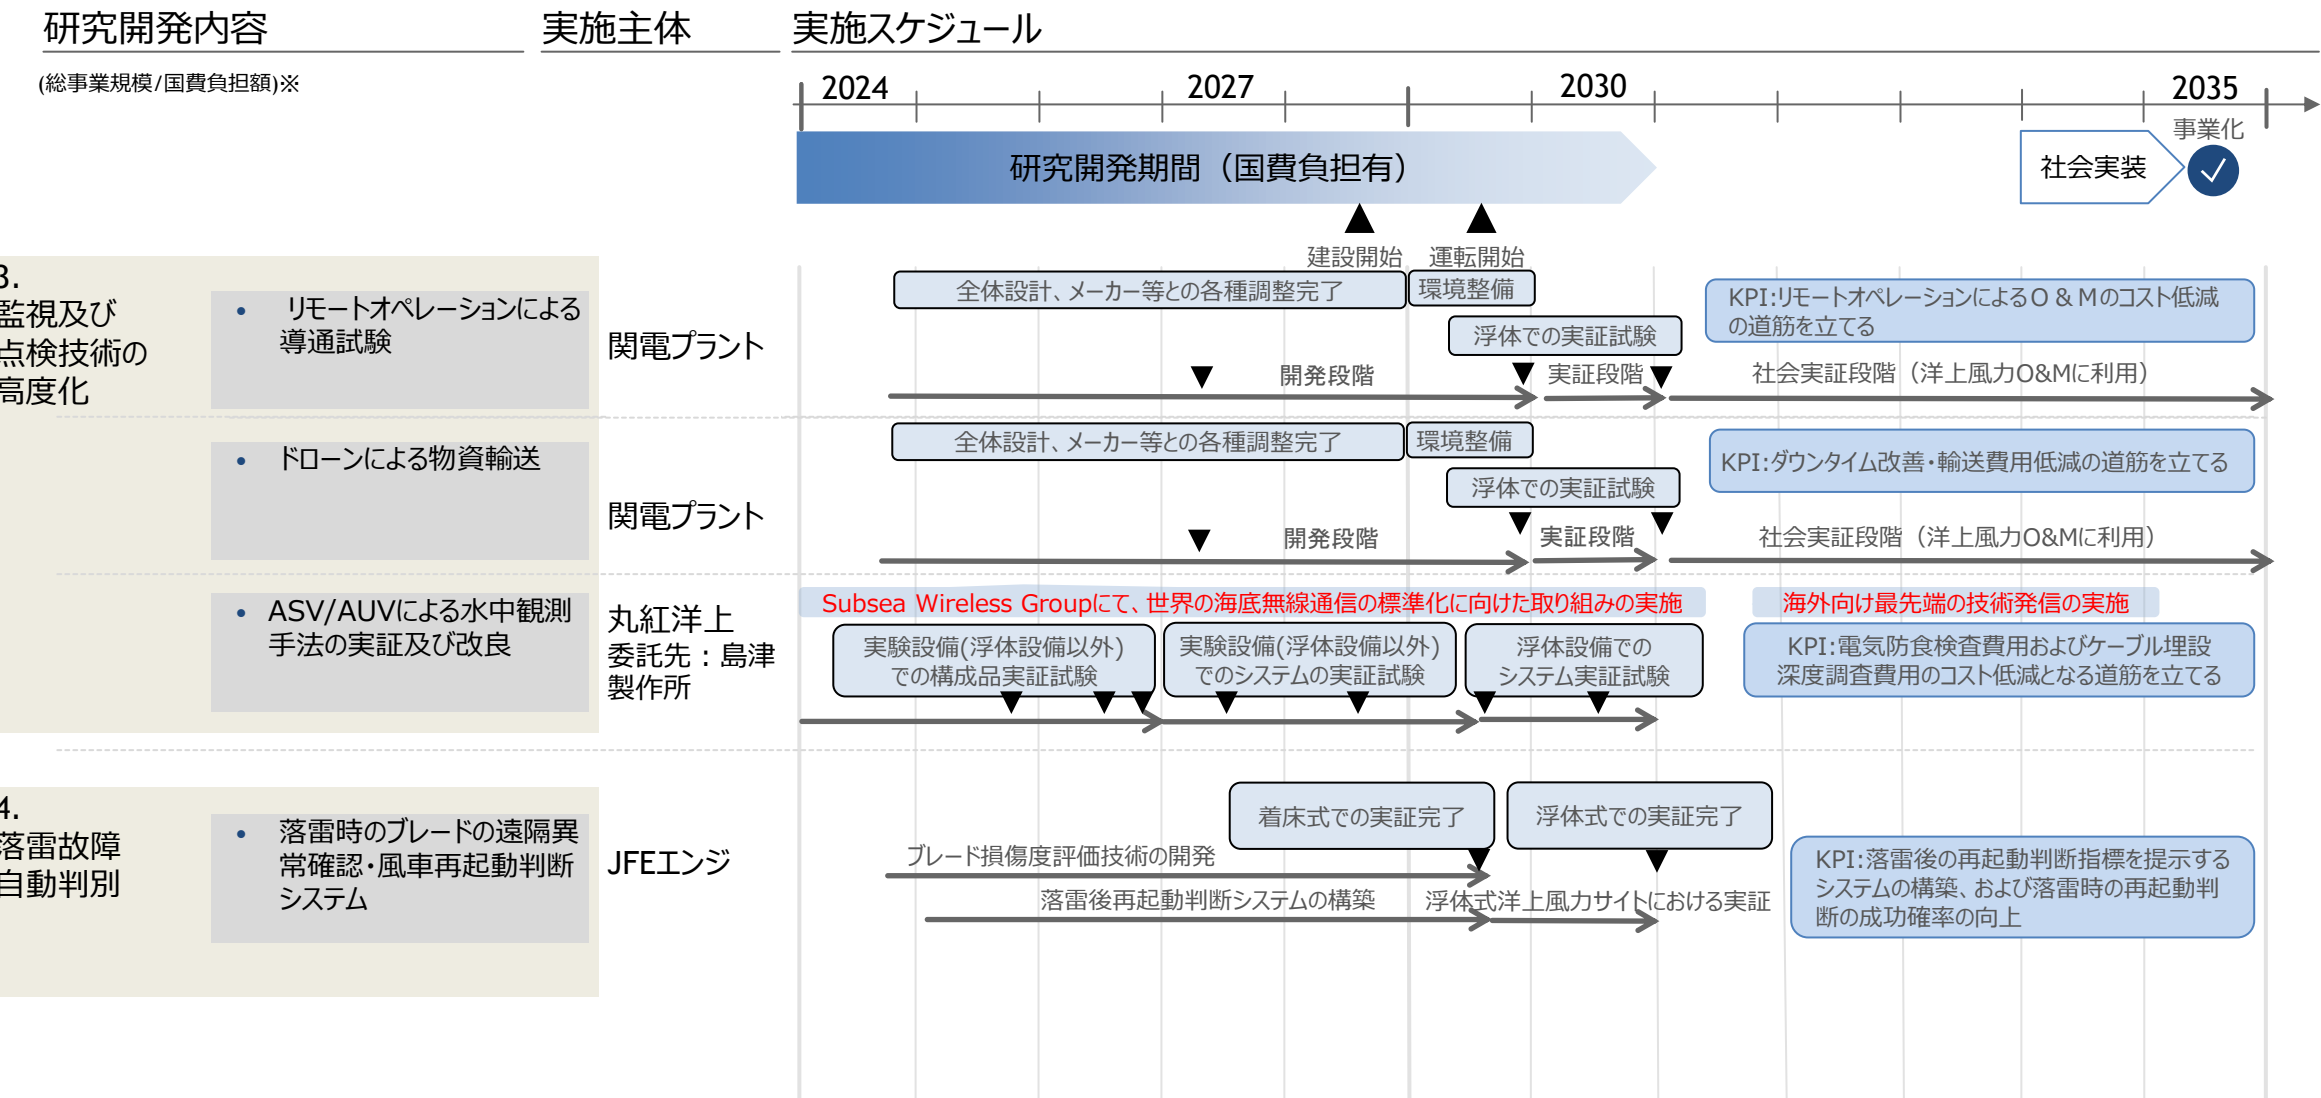 研究開発内容
実施主体
実施スケジュール
(総事業規模/国費負担額)※
2024
2027
2030
2035
事業化
研究開発期間（国費負担有）
社会実装
建設開始
運転開始
3.
監視及び
点検技術の
高度化
• リモートオペレーションによる
導通試験
関電プラント
全体設計、メーカー等との各種調整完了
環境整備
浮体での実証試験
開発段階
実証段階
社会実証段階（洋上風力O&Mに利用）
KPI:リモートオペレーションによるO & Mのコスト低減
の道筋を立てる
• ドローンによる物資輸送
関電プラント
全体設計、メーカー等との各種調整完了
環境整備
浮体での実証試験
開発段階
実証段階
社会実証段階（洋上風力O&Mに利用）
KPI:ダウンタイム改善・輸送費用低減の道筋を立てる
• ASV/AUVによる水中観測
手法の実証及び改良
丸紅洋上
委託先：島津
製作所
Subsea Wireless Groupにて、世界の海底無線通信の標準化に向けた取り組みの実施
海外向け最先端の技術発信の実施
実験設備(浮体設備以外)
での構成品実証試験
実験設備(浮体設備以外)
でのシステムの実証試験
浮体設備での
システム実証試験
KPI:電気防食検査費用およびケーブル埋設
深度調査費用のコスト低減となる道筋を立てる
4.
落雷故障
自動判別
• 落雷時のブレードの遠隔異
常確認・風車再起動判断
システム
JFEエンジ
着床式での実証完了
浮体式での実証完了
ブレード損傷度評価技術の開発
落雷後再起動判断システムの構築
浮体式洋上風力サイトにおける実証
KPI:落雷後の再起動判断指標を提示する
システムの構築、および落雷時の再起動判
断の成功確率の向上